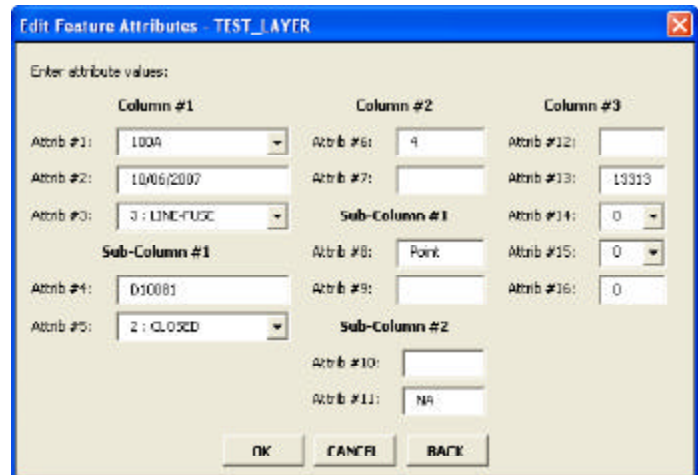 Edit Feature Attributes - TEST_LAYER
Enter attribute values:
Column #1
Attrib #1: 100A
Attrib #2: 10/06/2007
Attrib #3: 3 : LINE-FUSE
Sub-Column #1
Attrib #4: D10081
Attrib #5: 2 : CLOSED
Column #2
Attrib #6: 4
Attrib #7:
Sub-Column #1
Attrib #8: Point
Attrib #9:
Sub-Column #2
Attrib #10:
Attrib #11: NA
Column #3
Attrib #12:
Attrib #13: 13313
Attrib #14: 0
Attrib #15: 0
Attrib #16: 0
OK CANCEL BACK